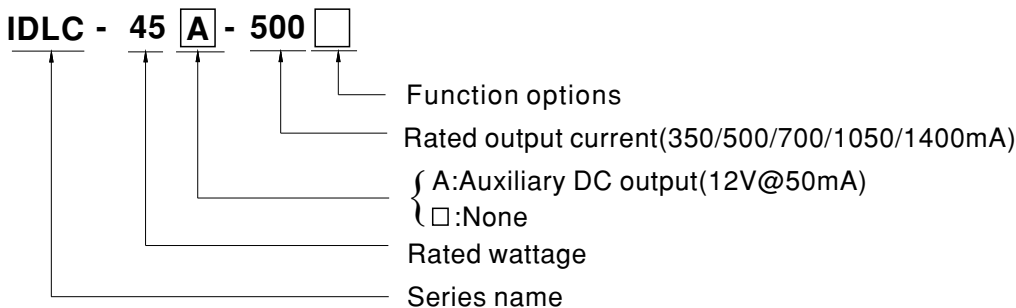 IDLC - 45 A - 500 □
Function options
Rated output current(350/500/700/1050/1400mA)
A:Auxiliary DC output(12V@50mA)
□:None
Rated wattage
Series name